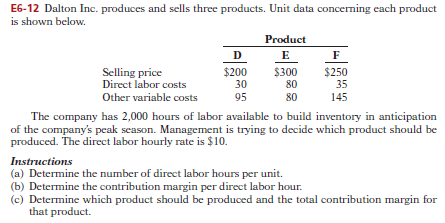 E6-12 Dalton Inc. produces and sells three products. Unit data concerning each product
is shown below.
Product
D E F
Selling price $200 $300 $250
Direct labor costs 30 80 35
Other variable costs 95 80 145
The company has 2,000 hours of labor available to build inventory in anticipation
of the company's peak season. Management is trying to decide which product should be
produced. The direct labor hourly rate is $10.
Instructions
(a) Determine the number of direct labor hours per unit.
(b) Determine the contribution margin per direct labor hour.
(c) Determine which product should be produced and the total contribution margin for
that product.